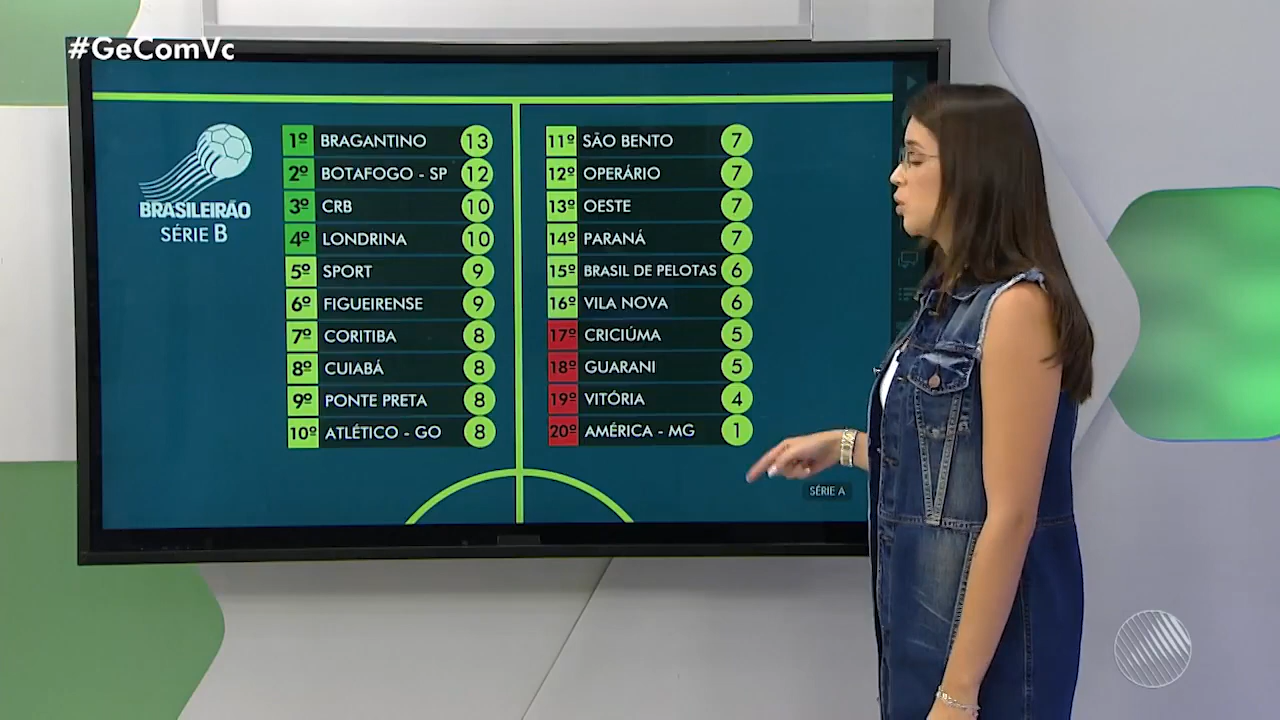 #GeComVc
BRASILEIRÃO
SÉRIE B
1º BRAGANTINO 13
2º BOTAFOGO - SP 12
3º CRB 10
4º LONDRINA 10
5º SPORT 9
6º FIGUEIRENSE 9
7º CORITIBA 8
8º CUIABÁ 8
9º PONTE PRETA 8
10º ATLÉTICO - GO 8
11º SÃO BENTO 7
12º OPERÁRIO 7
13º OESTE 7
14º PARANÁ 7
15º BRASIL DE PELOTAS 6
16º VILA NOVA 6
17º CRICIÚMA 5
18º GUARANI 5
19º VITÓRIA 4
20º AMÉRICA - MG 1
SÉRIE A